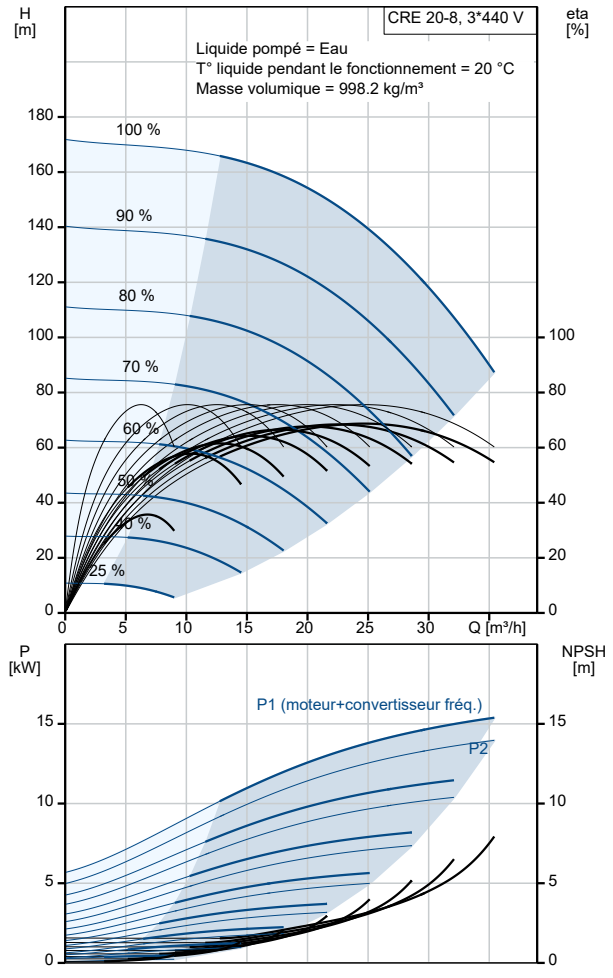 H
[m]
CRE 20-8, 3*440 V
eta
[%]
Liquide pompé = Eau
T° liquide pendant le fonctionnement = 20 °C
Masse volumique = 998.2 kg/m³
180
160
140
120
100
80
60
40
20
0
100 %
90 %
80 %
70 %
60 %
50 %
40 %
25 %
100
80
60
40
20
0
0 5 10 15 20 25 30 Q [m³/h]
P
[kW]
NPSH
[m]
P1 (moteur+convertisseur fréq.)
P2
15
10
5
0
15
10
5
0